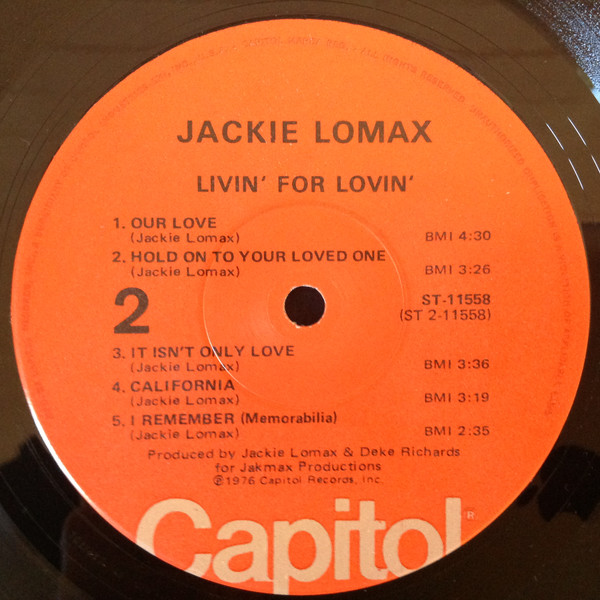 JACKIE LOMAX
LIVIN' FOR LOVIN'
1. OUR LOVE
(Jackie Lomax) BMI 4:30
2. HOLD ON TO YOUR LOVED ONE
(Jackie Lomax) BMI 3:26
2
ST-11558
(ST 2-11558)
3. IT ISN'T ONLY LOVE
(Jackie Lomax) BMI 3:36
4. CALIFORNIA
(Jackie Lomax) BMI 3:19
5. I REMEMBER (Memorabilia)
(Jackie Lomax) BMI 2:35
Produced by Jackie Lomax & Deke Richards
for Jakmax Productions
℗1976 Capitol Records, Inc.
Capitol®